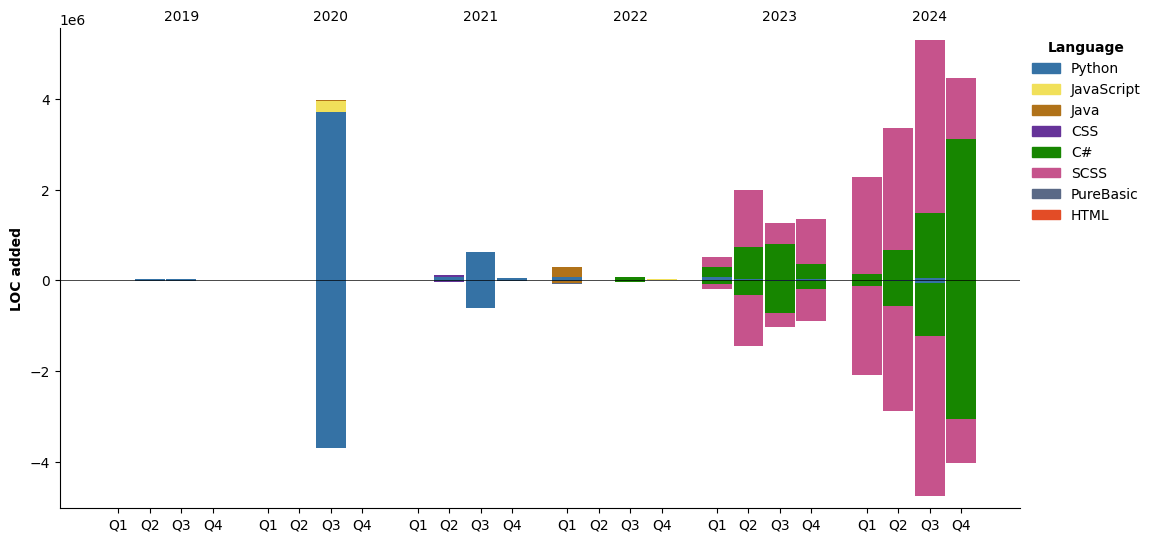 1e6
2019 2020 2021 2022 2023 2024
LOC added
4
2
0
−2
−4
Q1 Q2 Q3 Q4 Q1 Q2 Q3 Q4 Q1 Q2 Q3 Q4 Q1 Q2 Q3 Q4 Q1 Q2 Q3 Q4 Q1 Q2 Q3 Q4
Language
Python
JavaScript
Java
CSS
C#
SCSS
PureBasic
HTML